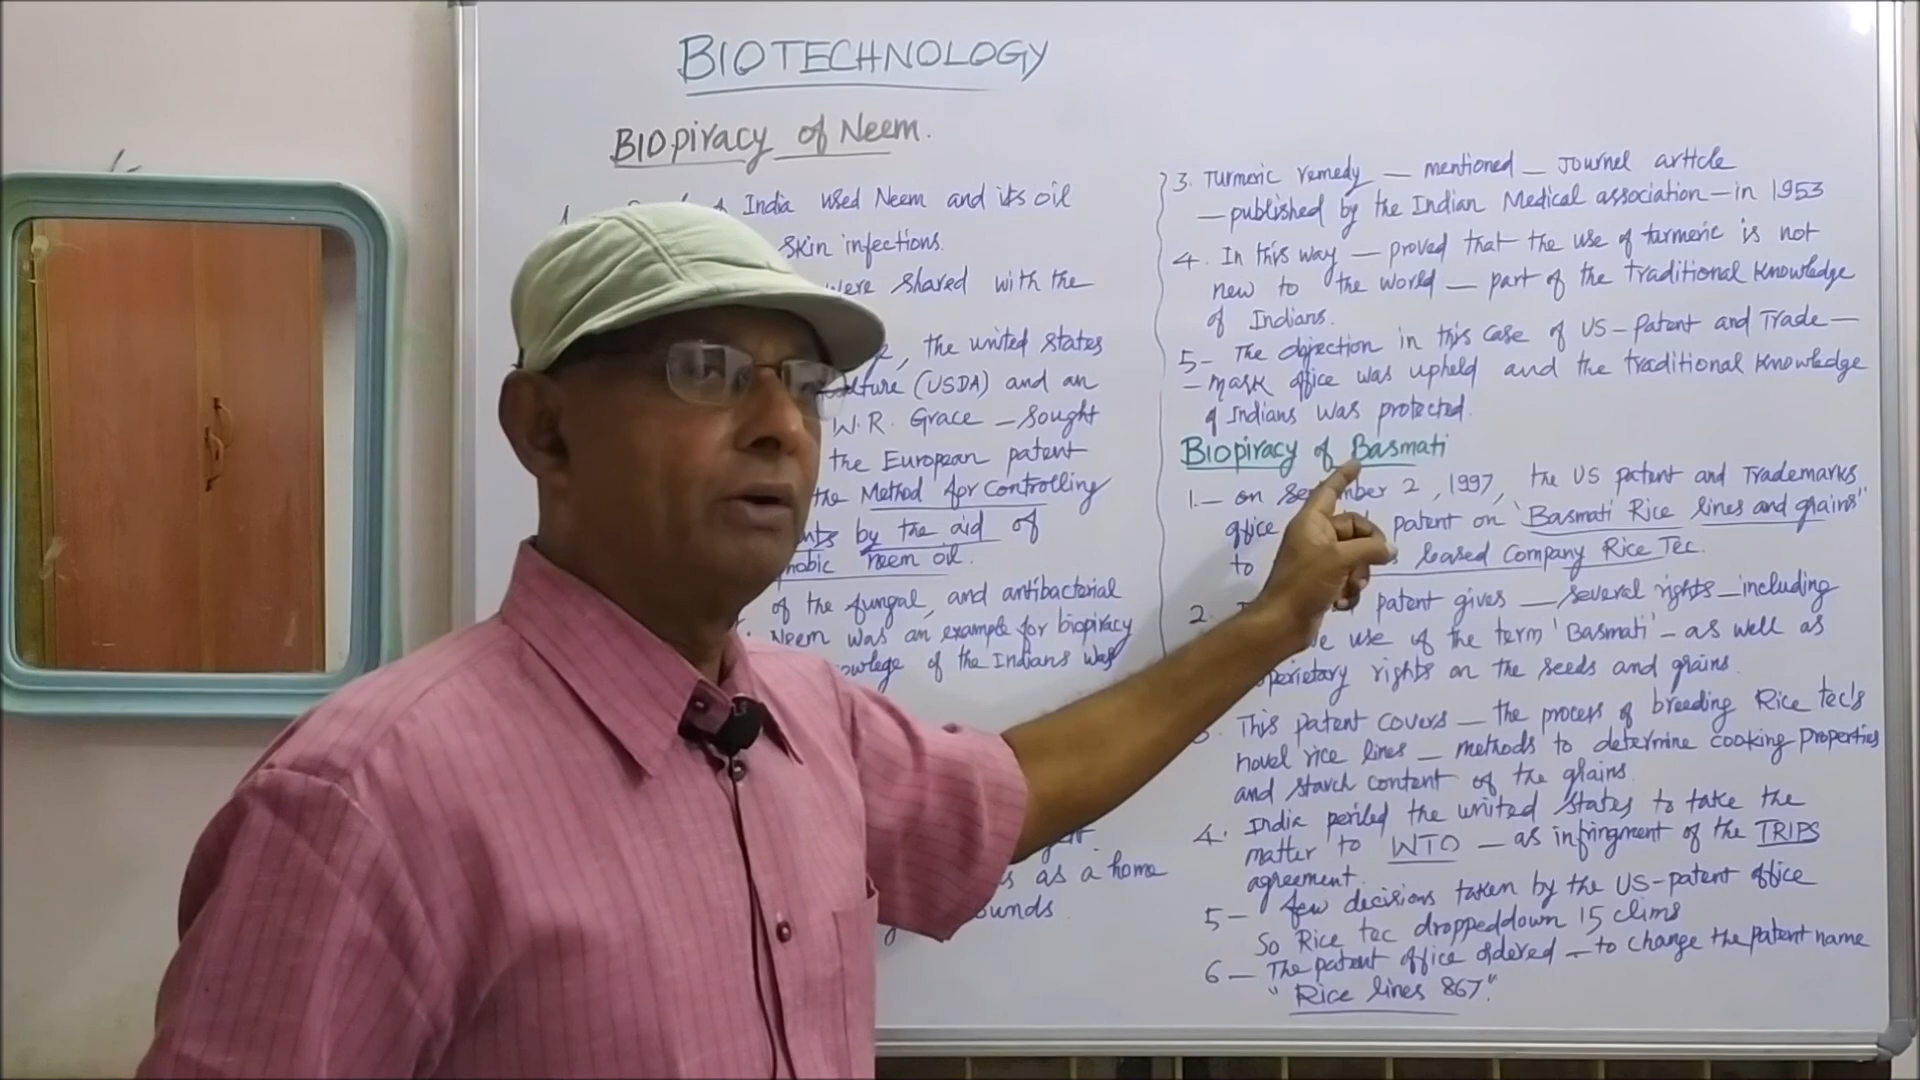 BIOTECHNOLOGY
Biopiracy of Neem.
India used Neem and its oil
skin infections.
were shared with the
, the united states
(USDA) and an
W.R. Grace – sought
the European patent
the Method for controlling
by the aid of
neem oil.
of the fungal, and antibacterial
Neem was an example for biopiracy
of the Indians was
as a home
3. Turmeric remedy — mentioned — Journel article
— published by the Indian Medical association — in 1953
4. In this way — proved that the use of turmeric is not
new to the world — part of the traditional knowledge
of Indians.
5- The objection in this case of US-Patent and Trade—
— mark office was upheld and the traditional knowledge
of Indians was protected.
Biopiracy of Basmati
1.— on 2, 1997, the US patent and Trademarks
office patent on 'Basmati Rice lines and grains"
to based Company Rice Tec.
2. patent gives — several rights — including
use of the term 'Basmati' – as well as
rights on the seeds and grains.
This patent covers — the process of breeding Rice tec's
novel rice lines — methods to determine cooking properties
and starch content of the grains.
4. India the united states to take the
matter to WTO — as infringment of the TRIPS
agreement.
5— few decisions taken by the US-patent office
So Rice tec droppeddown 15 clims
6— The patent office ordered — to change the patent name
" Rice lines 867."